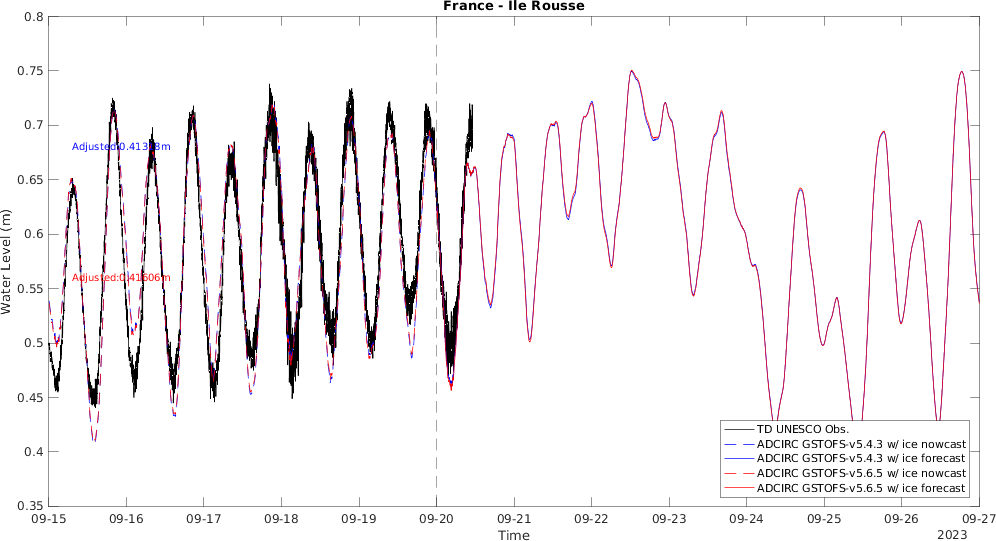 France - Ile Rousse
0.8
0.75
0.7
0.65
0.6
0.55
0.5
0.45
0.4
0.35
Water Level (m)
Adjusted:0.41606m
TD UNESCO Obs.
ADCIRC GSTOFS-v5.4.3 w/ ice nowcast
ADCIRC GSTOFS-v5.4.3 w/ ice forecast
ADCIRC GSTOFS-v5.6.5 w/ ice nowcast
ADCIRC GSTOFS-v5.6.5 w/ ice forecast
09-15 09-16 09-17 09-18 09-19 09-20 09-21 09-22 09-23 09-24 09-25 09-26 09-27
Time
2023